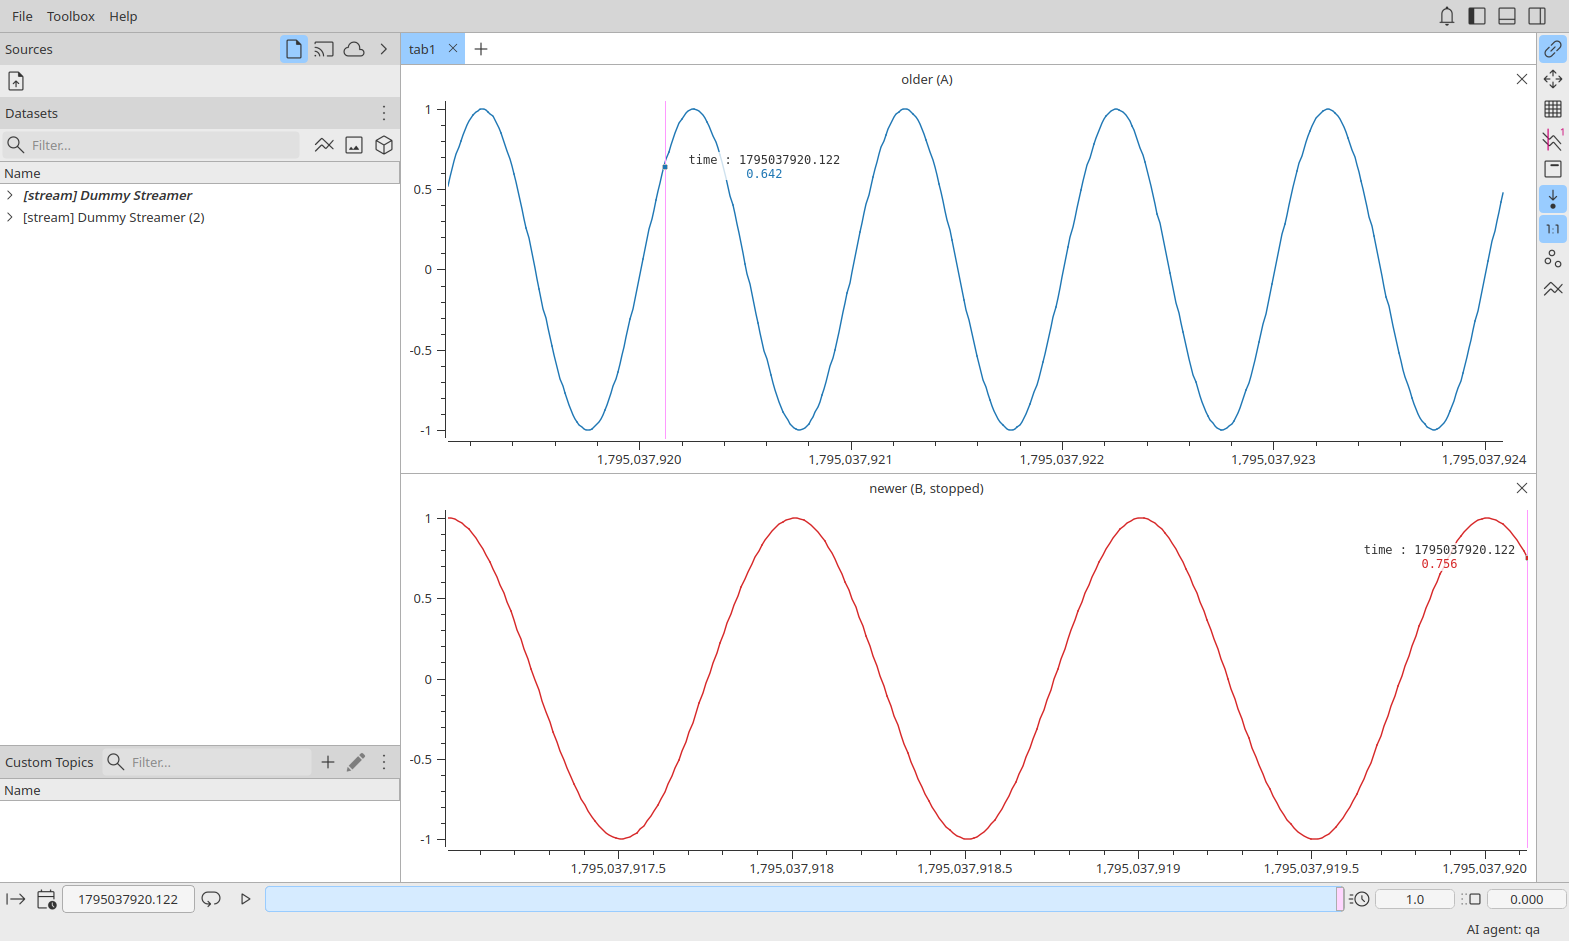 File Toolbox Help
Sources
tab1
older (A)
Datasets
Filter...
Name
[stream] Dummy Streamer
[stream] Dummy Streamer (2)
1
0.5
0
-0.5
-1
time : 1795037920.122
0.642
1,795,037,920 1,795,037,921 1,795,037,922 1,795,037,923 1,795,037,924
newer (B, stopped)
1
0.5
0
-0.5
-1
time : 1795037920.122
0.756
1,795,037,917.5 1,795,037,918 1,795,037,918.5 1,795,037,919 1,795,037,919.5 1,795,037,920
1
1:1
Custom Topics Filter...
Name
1795037920.122
1.0
0.000
AI agent: qa